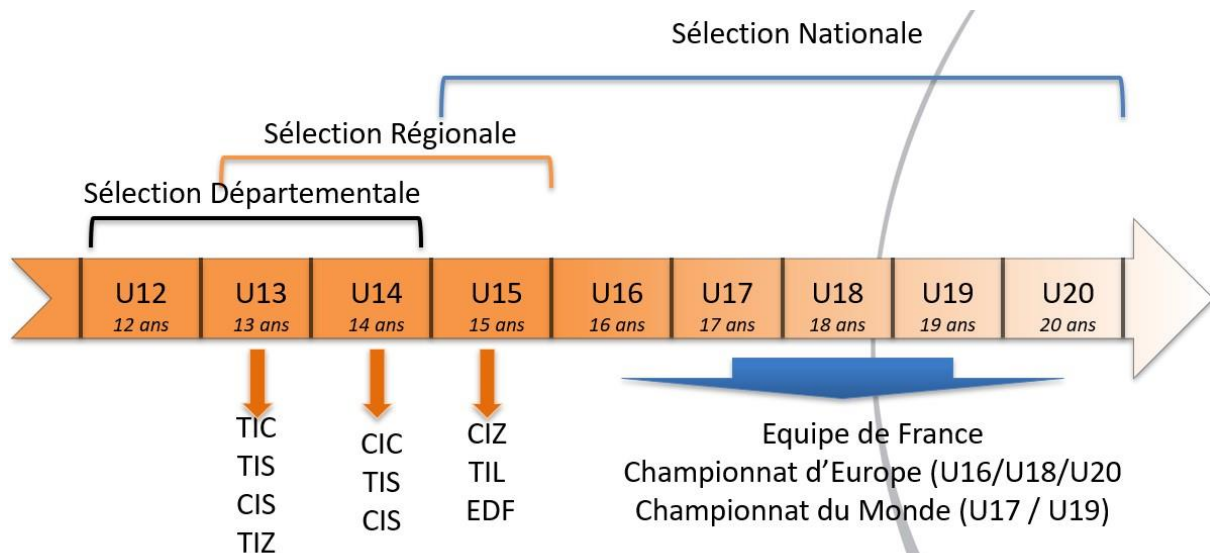 Sélection Nationale
Sélection Régionale
Sélection Départementale
U12 U13 U14 U15 U16 U17 U18 U19 U20
12 ans 13 ans 14 ans 15 ans 16 ans 17 ans 18 ans 19 ans 20 ans
TIC
TIS
CIS
TIZ
CIC
TIS
CIS
CIZ
TIL
EDF
Equipe de France
Championnat d’Europe (U16/U18/U20
Championnat du Monde (U17 / U19)